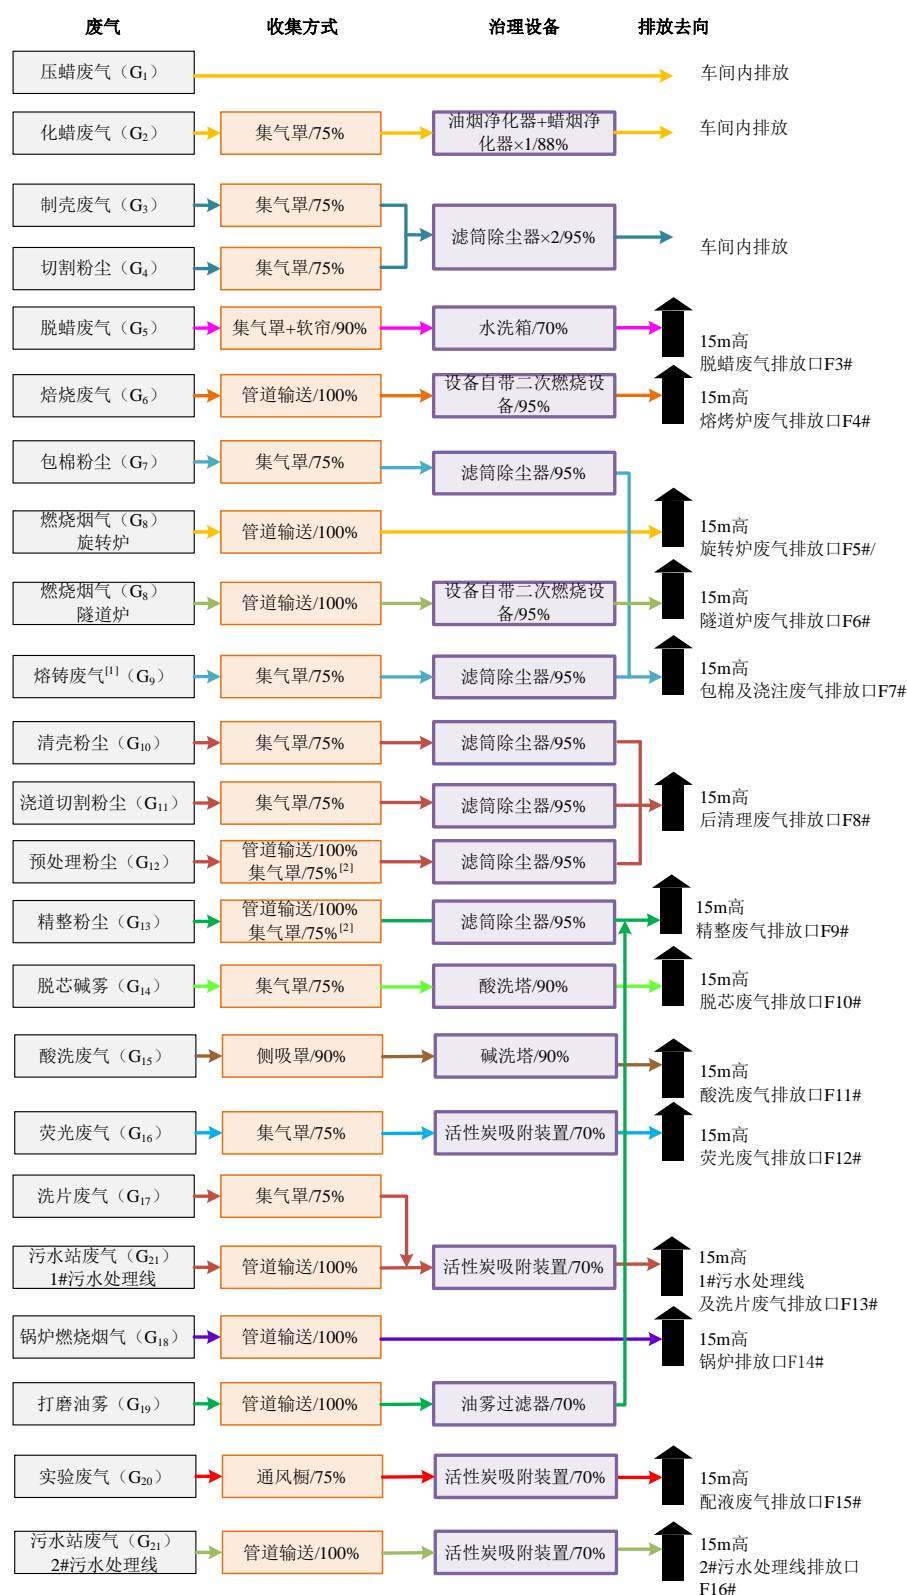 废气 收集方式 治理设备 排放去向
压蜡废气（G1） 车间内排放
化蜡废气（G2） 集气罩/75% 油烟净化器+蜡烟净
化器×1/88% 车间内排放
制壳废气（G3） 集气罩/75%
滤筒除尘器×2/95% 车间内排放
切割粉尘（G4） 集气罩/75%
脱蜡废气（G5） 集气罩+软帘/90% 水洗箱/70% 15m高
脱蜡废气排放口F3#
焙烧废气（G6） 管道输送/100% 设备自带二次燃烧设
备/95% 15m高
熔烤炉废气排放口F4#
包棉粉尘（G7） 集气罩/75% 滤筒除尘器/95%
燃烧烟气（G8）
旋转炉 管道输送/100% 15m高
旋转炉废气排放口F5#/
燃烧烟气（G8）
隧道炉 管道输送/100% 设备自带二次燃烧设
备/95% 15m高
隧道炉废气排放口F6#
熔铸废气[1]（G9） 集气罩/75% 滤筒除尘器/95% 15m高
包棉及浇注废气排放口F7#
清壳粉尘（G10） 集气罩/75% 滤筒除尘器/95%
浇道切割粉尘（G11） 集气罩/75% 滤筒除尘器/95% 15m高
后清理废气排放口F8#
预处理粉尘（G12） 管道输送/100%
集气罩/75%[2] 滤筒除尘器/95%
精整粉尘（G13） 管道输送/100%
集气罩/75%[2] 滤筒除尘器/95% 15m高
精整废气排放口F9#
脱芯碱雾（G14） 集气罩/75% 酸洗塔/90% 15m高
脱芯废气排放口F10#
酸洗废气（G15） 侧吸罩/90% 碱洗塔/90% 15m高
酸洗废气排放口F11#
荧光废气（G16） 集气罩/75% 活性炭吸附装置/70% 15m高
荧光废气排放口F12#
洗片废气（G17） 集气罩/75%
污水站废气（G21）
1#污水处理线 管道输送/100% 活性炭吸附装置/70% 15m高
1#污水处理线
及洗片废气排放口F13#
锅炉燃烧烟气（G18） 管道输送/100% 15m高
锅炉排放口F14#
打磨油雾（G19） 管道输送/100% 油雾过滤器/70%
实验废气（G20） 通风橱/75% 活性炭吸附装置/70% 15m高
配液废气排放口F15#
污水站废气（G21）
2#污水处理线 管道输送/100% 活性炭吸附装置/70% 15m高
2#污水处理线排放口
F16#